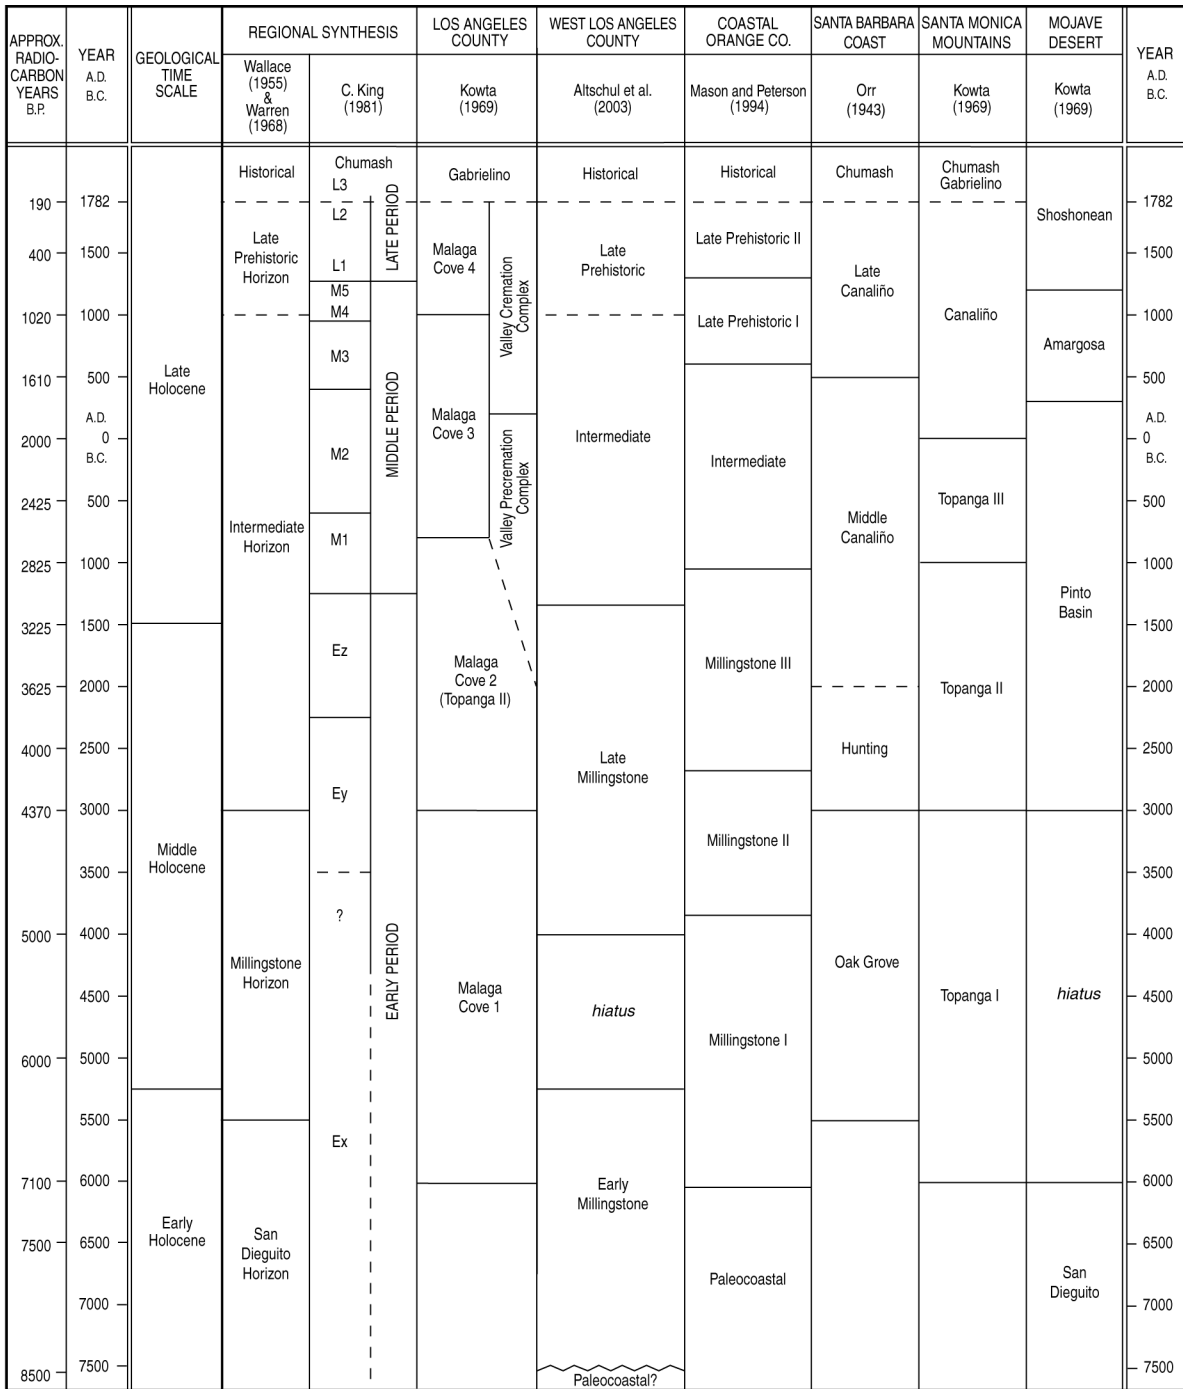 APPROX.
RADIO-
CARBON
YEARS
B.P.
YEAR
A.D.
B.C.
GEOLOGICAL
TIME
SCALE
REGIONAL SYNTHESIS
Wallace
(1955)
&
Warren
(1968)
C. King
(1981)
LOS ANGELES
COUNTY
Kowta
(1969)
WEST LOS ANGELES
COUNTY
Altschul et al.
(2003)
COASTAL
ORANGE CO.
Mason and Peterson
(1994)
SANTA BARBARA
COAST
Orr
(1943)
SANTA MONICA
MOUNTAINS
Kowta
(1969)
MOJAVE
DESERT
Kowta
(1969)
YEAR
A.D.
B.C.
190
400
1020
1610
2000
2425
2825
3225
3625
4000
4370
5000
6000
7100
7500
8500
1782
1500
1000
500
A.D.
0
B.C.
500
1000
1500
2000
2500
3000
3500
4000
4500
5000
5500
6000
6500
7000
7500
Late
Holocene
Middle
Holocene
Early
Holocene
Historical
Late
Prehistoric
Horizon
Intermediate
Horizon
Millingstone
Horizon
San
Dieguito
Horizon
Chumash
L3
L2
L1
M5
M4
M3
M2
M1
Ez
Ey
?
Ex
LATE PERIOD
MIDDLE PERIOD
EARLY PERIOD
Gabrielino
Malaga
Cove 4
Malaga
Cove 3
Malaga
Cove 2
(Topanga II)
Malaga
Cove 1
Valley Cremation
Complex
Valley Precremation
Complex
Historical
Late
Prehistoric
Intermediate
Late
Millingstone
hiatus
Early
Millingstone
Paleocoastal?
Historical
Late Prehistoric II
Late Prehistoric I
Intermediate
Millingstone III
Millingstone II
Millingstone I
Paleocoastal
Chumash
Late
Canaliño
Middle
Canaliño
Hunting
Oak Grove
Chumash
Gabrielino
Canaliño
Topanga III
Topanga II
Topanga I
Shoshonean
Amargosa
Pinto
Basin
hiatus
San
Dieguito
1782
1500
1000
500
A.D.
0
B.C.
500
1000
1500
2000
2500
3000
3500
4000
4500
5000
5500
6000
6500
7000
7500